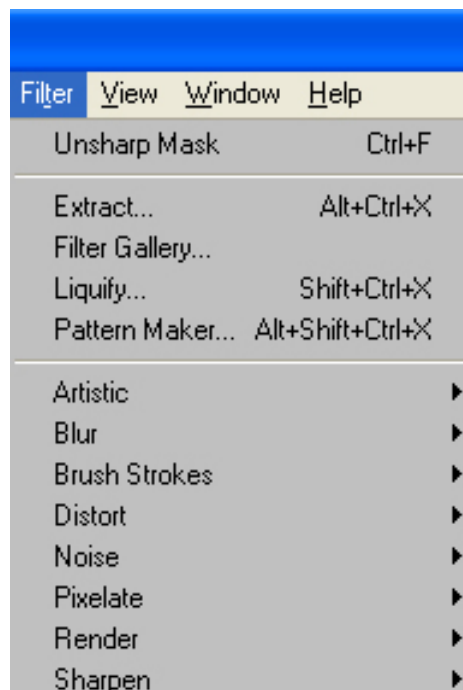 Filter View Window Help
Unsharp Mask Ctrl+F
Extract... Alt+Ctrl+X
Filter Gallery...
Liquify... Shift+Ctrl+X
Pattern Maker... Alt+Shift+Ctrl+X
Artistic
Blur
Brush Strokes
Distort
Noise
Pixelate
Render
Sharpen